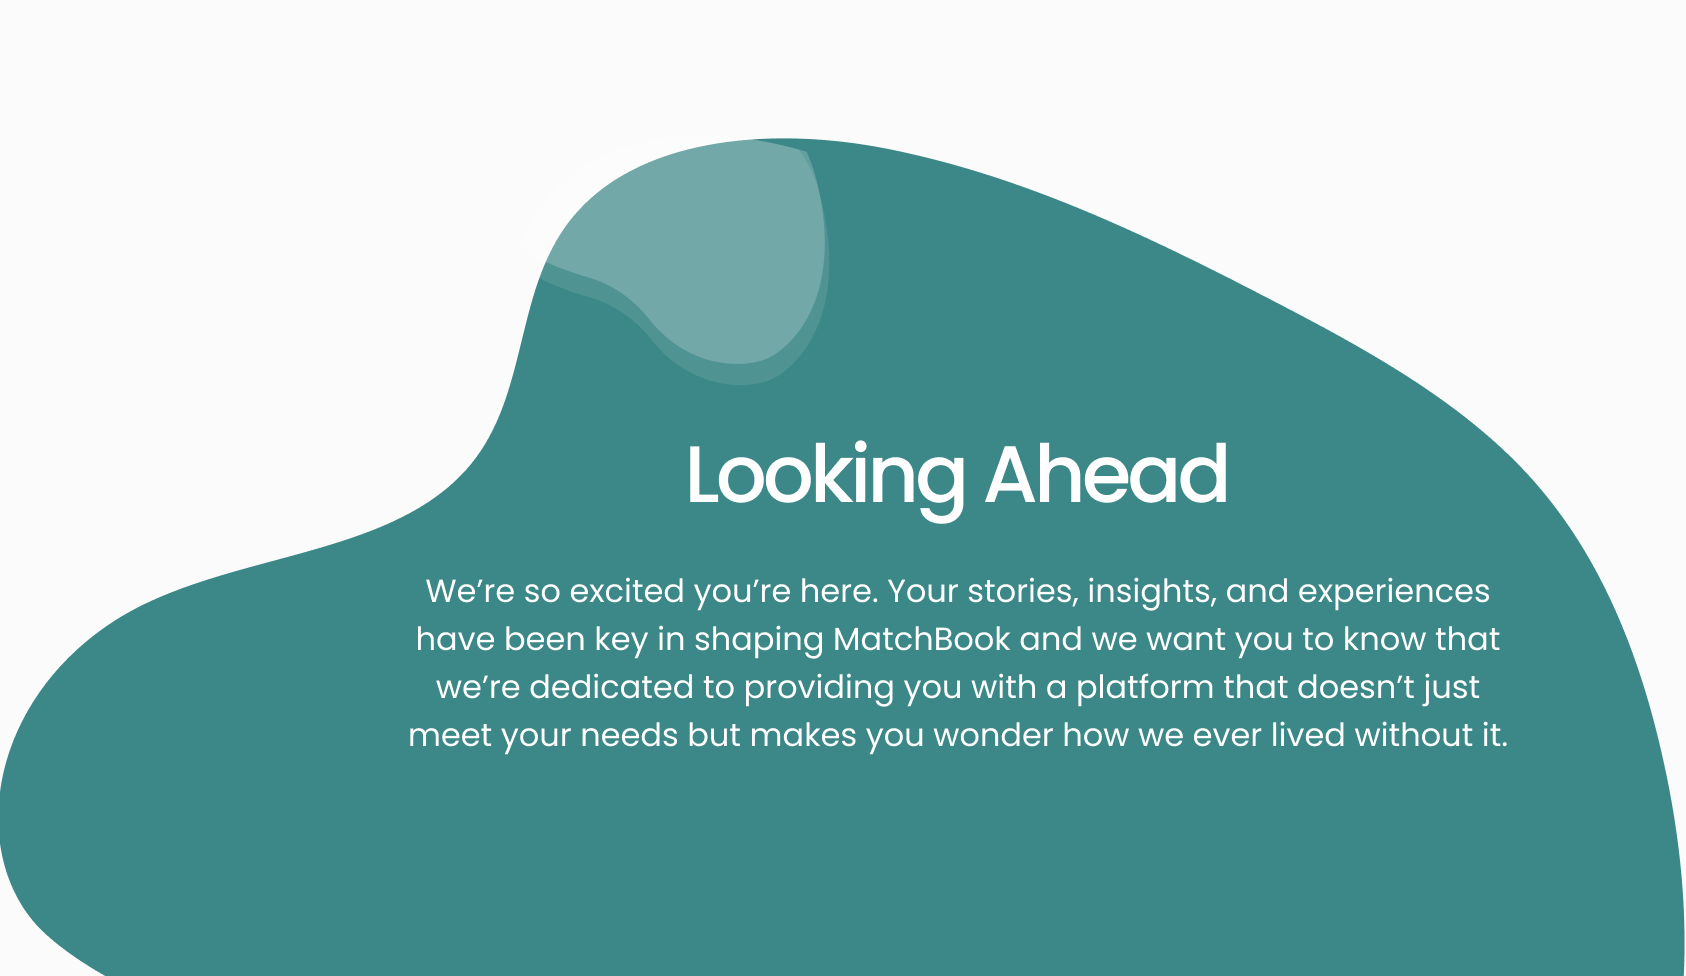 Looking Ahead
We’re so excited you’re here. Your stories, insights, and experiences
have been key in shaping MatchBook and we want you to know that
we’re dedicated to providing you with a platform that doesn’t just
meet your needs but makes you wonder how we ever lived without it.